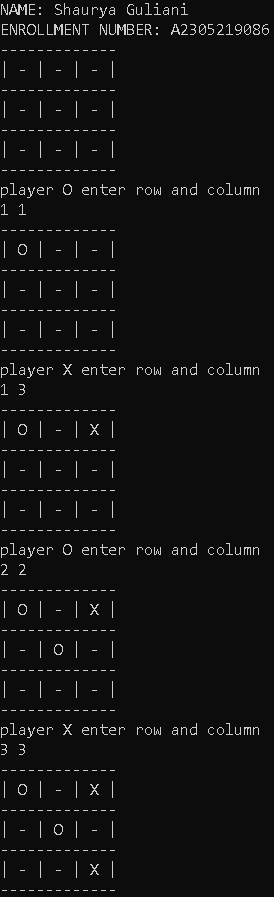 NAME: Shaurya Guliani
ENROLLMENT NUMBER: A2305219086
-------------
| - | - | - |
-------------
| - | - | - |
-------------
| - | - | - |
-------------
player O enter row and column
1 1
-------------
| O | - | - |
-------------
| - | - | - |
-------------
| - | - | - |
-------------
player X enter row and column
1 3
-------------
| O | - | X |
-------------
| - | - | - |
-------------
| - | - | - |
-------------
player O enter row and column
2 2
-------------
| O | - | X |
-------------
| - | O | - |
-------------
| - | - | - |
-------------
player X enter row and column
3 3
-------------
| O | - | X |
-------------
| - | O | - |
-------------
| - | - | X |
-------------